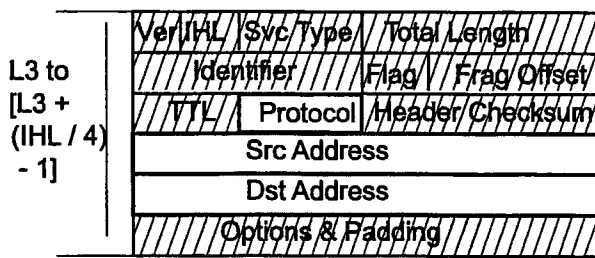 Ver IHL Svc Type Total Length
Identifier Flag Frag Offset
TTL Protocol Header Checksum
Src Address
Dst Address
Options & Padding
L3 to
[L3 +
(IHL / 4)
- 1]